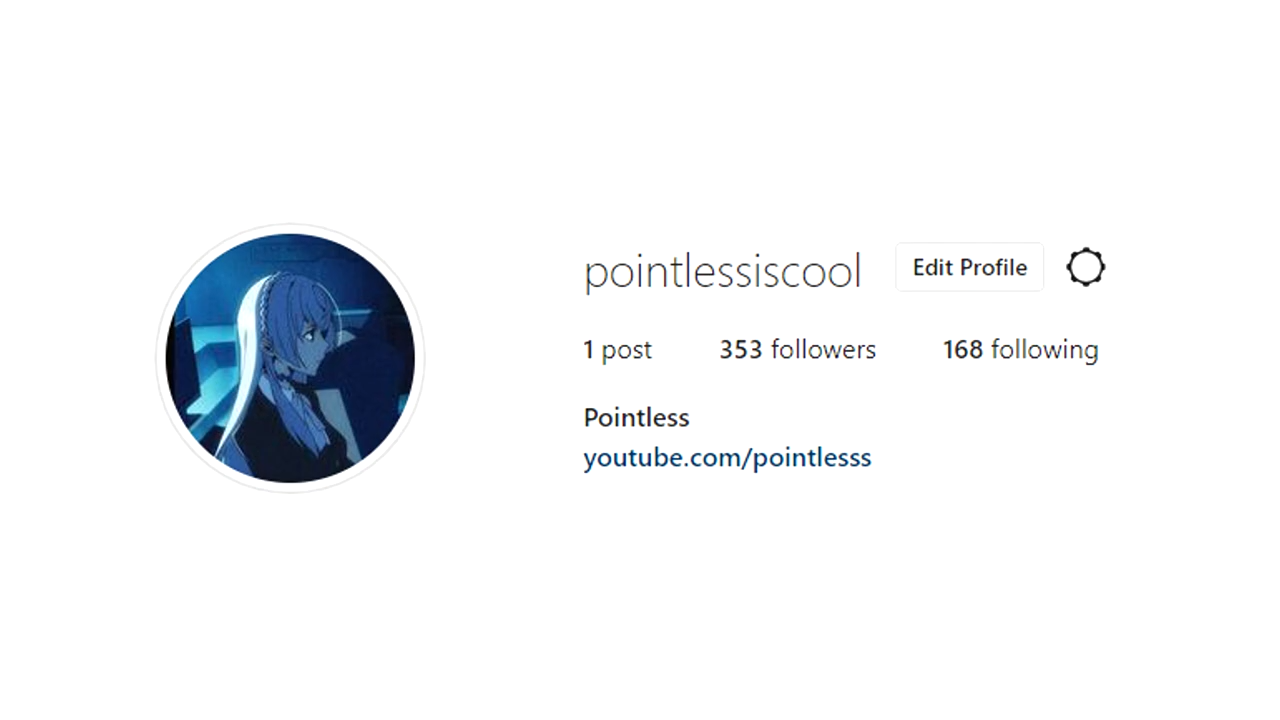 pointlessiscool Edit Profile
1 post 353 followers 168 following
Pointless
youtube.com/pointlesss